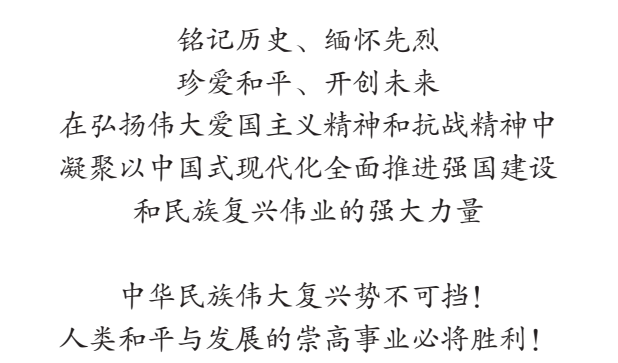 铭记历史、缅怀先烈
珍爱和平、开创未来
在弘扬伟大爱国主义精神和抗战精神中
凝聚以中国式现代化全面推进强国建设
和民族复兴伟业的强大力量
中华民族伟大复兴势不可挡！
人类和平与发展的崇高事业必将胜利！